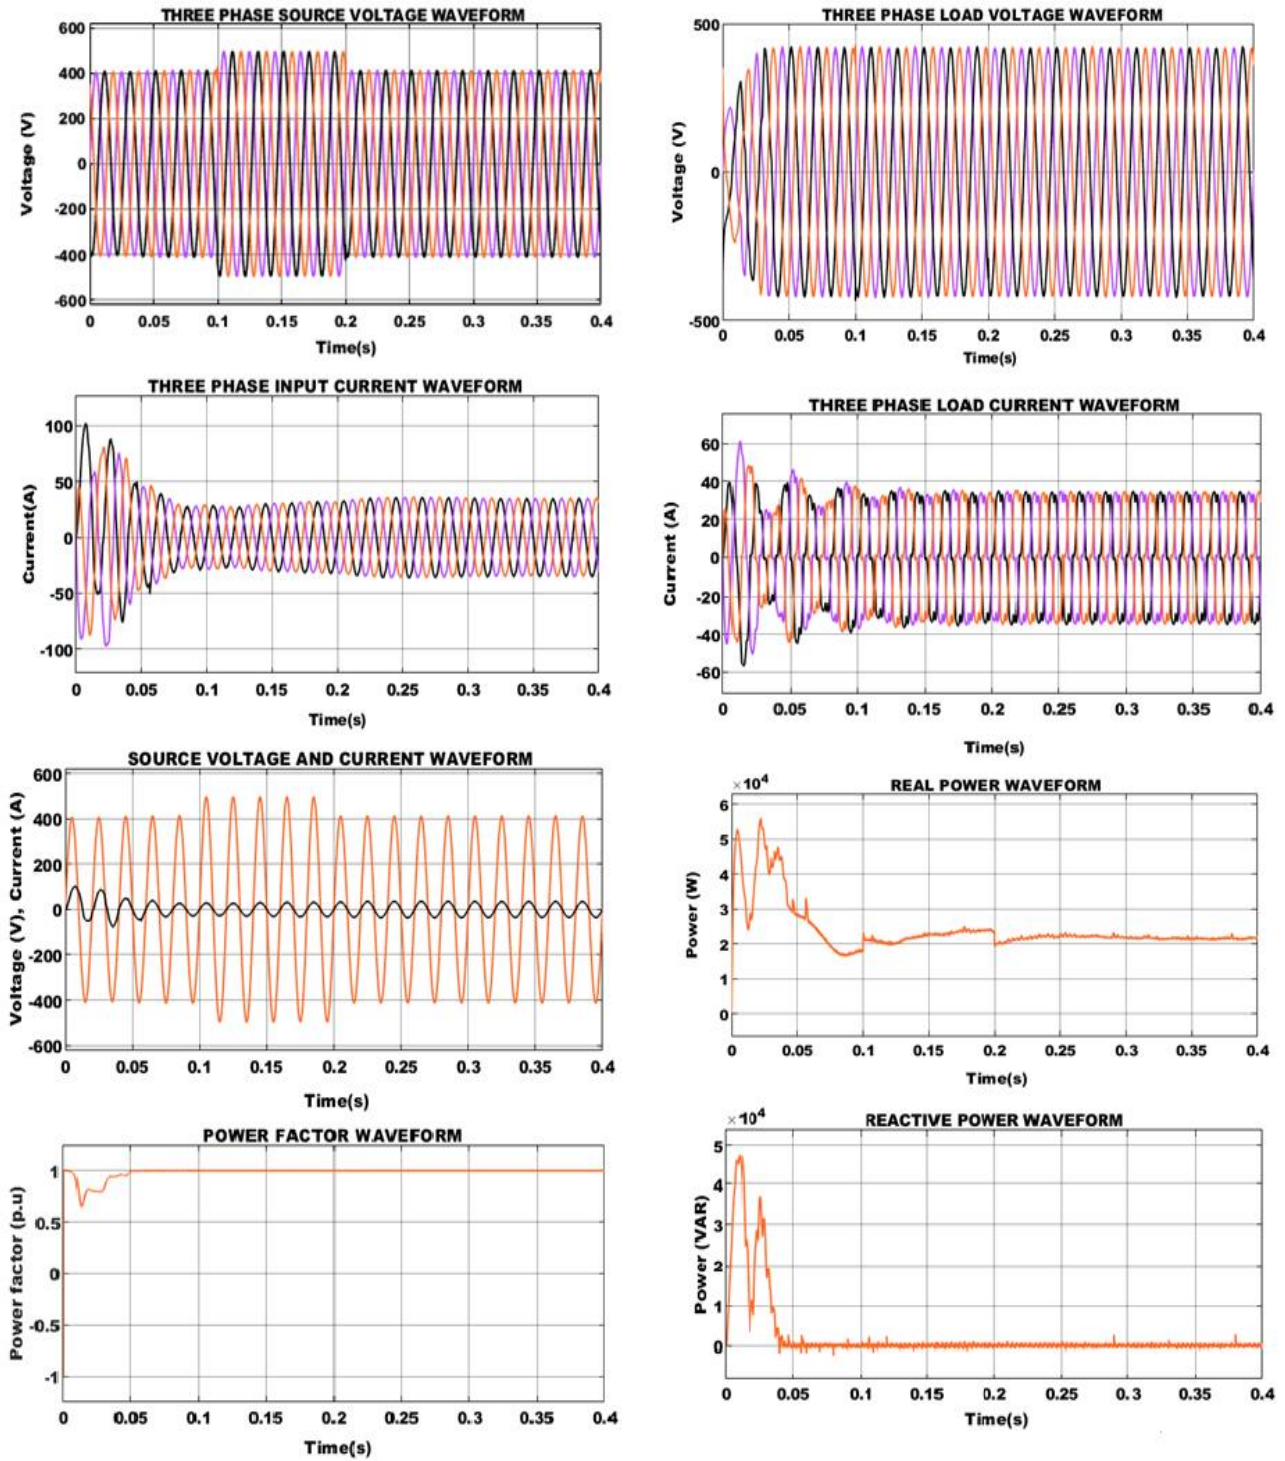 THREE PHASE SOURCE VOLTAGE WAVEFORM
Voltage (V)
600
400
200
0
-200
-400
-600
0 0.05 0.1 0.15 0.2 0.25 0.3 0.35 0.4
Time(s)
THREE PHASE LOAD VOLTAGE WAVEFORM
Voltage (V)
500
0
-500
0 0.05 0.1 0.15 0.2 0.25 0.3 0.35 0.4
Time(s)
THREE PHASE INPUT CURRENT WAVEFORM
Current(A)
100
50
0
-50
-100
0 0.05 0.1 0.15 0.2 0.25 0.3 0.35 0.4
Time(s)
THREE PHASE LOAD CURRENT WAVEFORM
Current (A)
60
40
20
0
-20
-40
-60
0 0.05 0.1 0.15 0.2 0.25 0.3 0.35 0.4
Time(s)
SOURCE VOLTAGE AND CURRENT WAVEFORM
Voltage (V), Current (A)
600
400
200
0
-200
-400
-600
0 0.05 0.1 0.15 0.2 0.25 0.3 0.35 0.4
Time(s)
REAL POWER WAVEFORM
×10⁴
Power (W)
6
5
4
3
2
1
0
0 0.05 0.1 0.15 0.2 0.25 0.3 0.35 0.4
Time(s)
POWER FACTOR WAVEFORM
Power factor (p.u)
1
0.5
0
-0.5
-1
0 0.05 0.1 0.15 0.2 0.25 0.3 0.35 0.4
Time(s)
REACTIVE POWER WAVEFORM
×10⁴
Power (VAR)
5
4
3
2
1
0
0 0.05 0.1 0.15 0.2 0.25 0.3 0.35 0.4
Time(s)